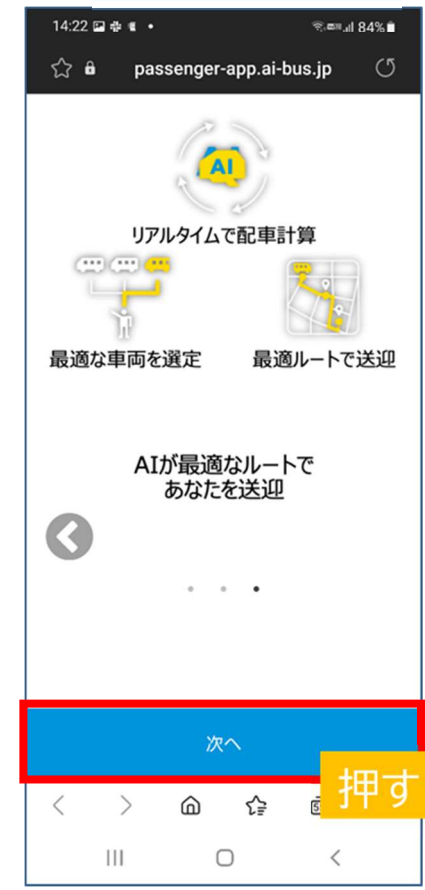 14:22
84%
passenger-app.ai-bus.jp
AI
リアルタイムで配車計算
最適な車両を選定
最適ルートで送迎
AIが最適なルートで
あなたを送迎
次へ
押す